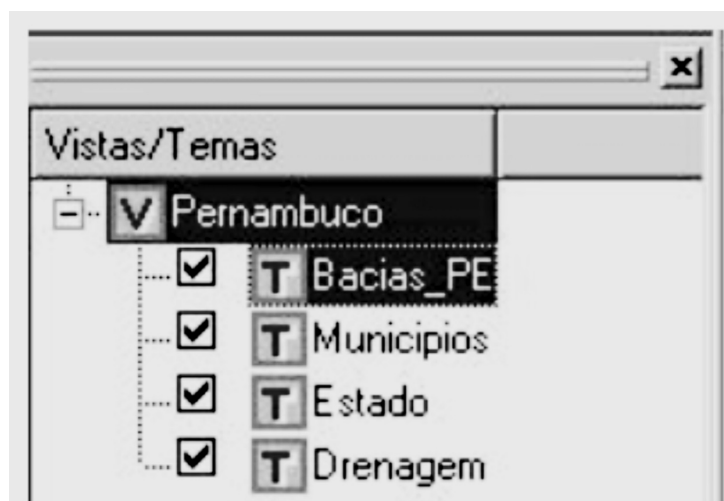 Vistas/Temas
V Pernambuco
T Bacias_PE
T Municipios
T Estado
T Drenagem